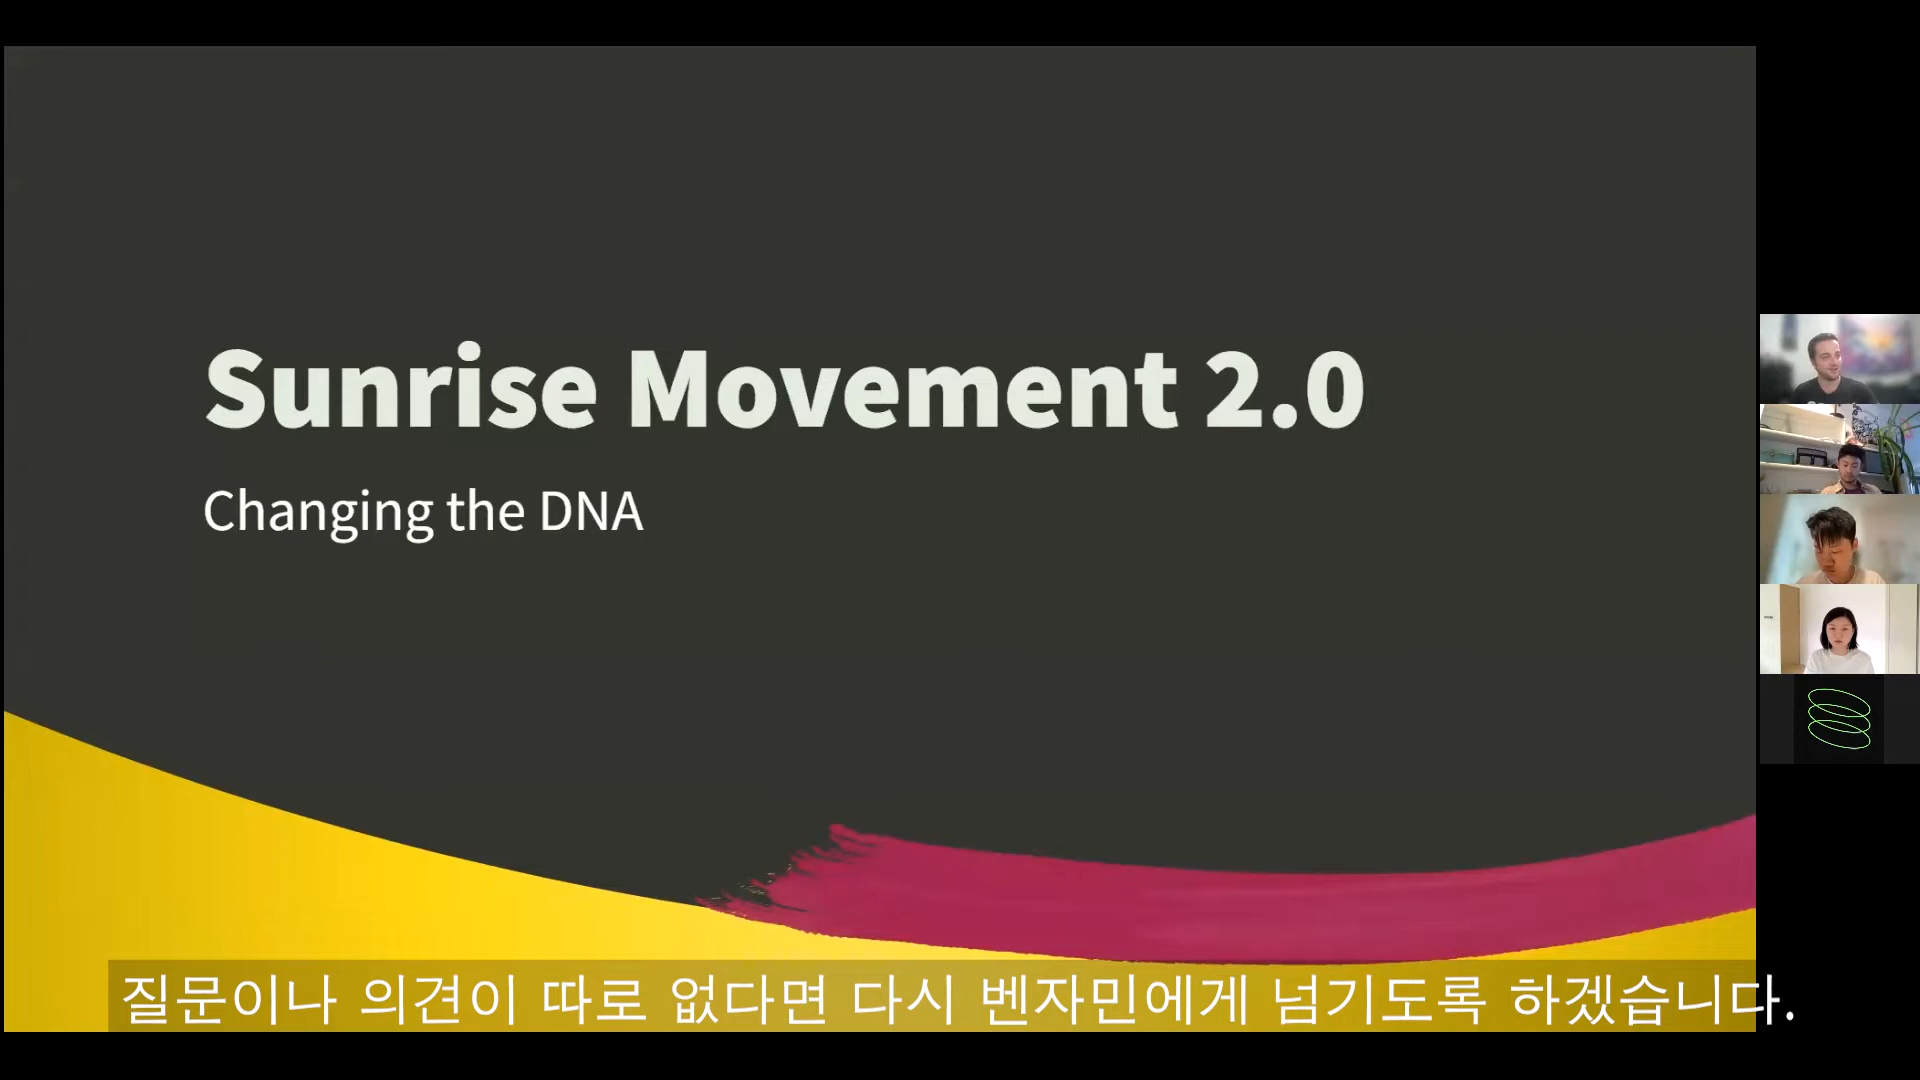 Sunrise Movement 2.0
Changing the DNA
질문이나 의견이 따로 없다면 다시 벤자민에게 넘기도록 하겠습니다.